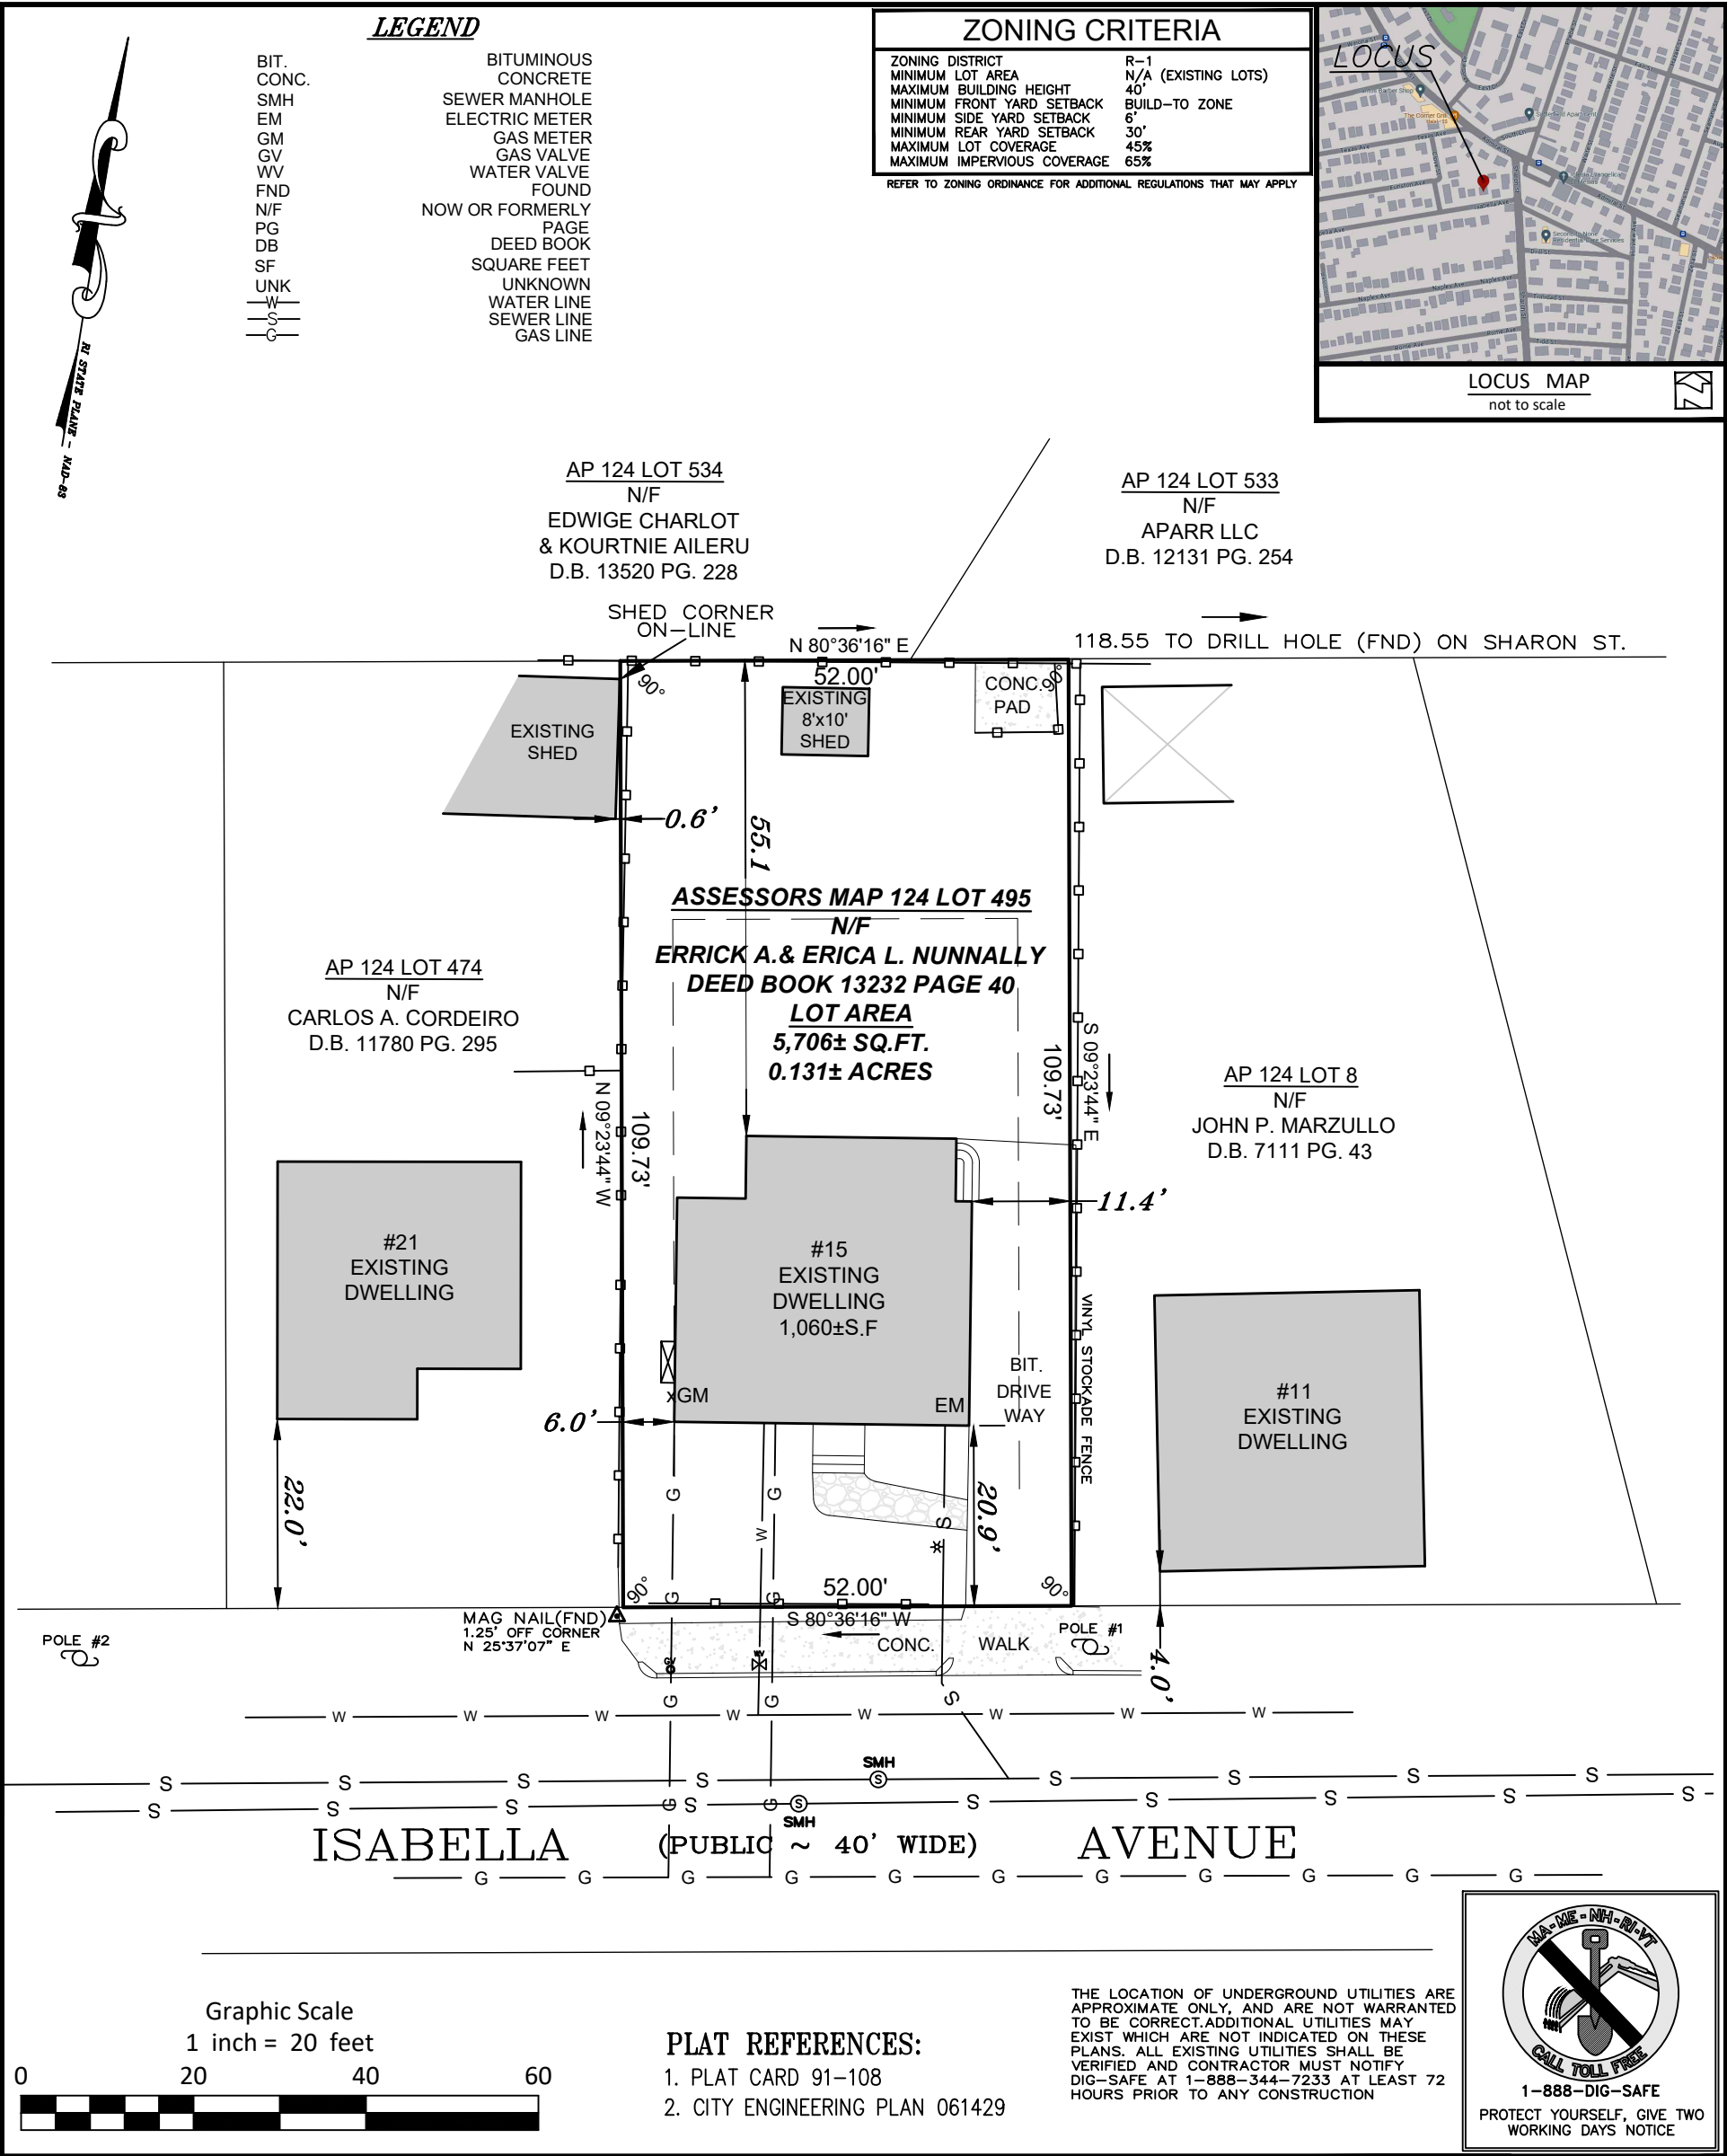 LEGEND
BIT. BITUMINOUS
CONC. CONCRETE
SMH SEWER MANHOLE
EM ELECTRIC METER
GM GAS METER
GV GAS VALVE
WV WATER VALVE
FND FOUND
N/F NOW OR FORMERLY
PG PAGE
DB DEED BOOK
SF SQUARE FEET
UNK UNKNOWN
W WATER LINE
S SEWER LINE
G GAS LINE
RI STATE PLANE - NAD-83
ZONING CRITERIA
ZONING DISTRICT R-1
MINIMUM LOT AREA N/A (EXISTING LOTS)
MAXIMUM BUILDING HEIGHT 40'
MINIMUM FRONT YARD SETBACK BUILD-TO ZONE
MINIMUM SIDE YARD SETBACK 6'
MINIMUM REAR YARD SETBACK 30'
MAXIMUM LOT COVERAGE 45%
MAXIMUM IMPERVIOUS COVERAGE 65%
REFER TO ZONING ORDINANCE FOR ADDITIONAL REGULATIONS THAT MAY APPLY
LOCUS
LOCUS MAP
not to scale
AP 124 LOT 534
N/F
EDWIGE CHARLOT
& KOURTNIE AILERU
D.B. 13520 PG. 228
AP 124 LOT 533
N/F
APARR LLC
D.B. 12131 PG. 254
SHED CORNER
ON-LINE
N 80°36'16" E
52.00'
118.55 TO DRILL HOLE (FND) ON SHARON ST.
90°
90°
EXISTING
SHED
EXISTING
8'x10'
SHED
CONC.
PAD
0.6'
55.1
ASSESSORS MAP 124 LOT 495
N/F
ERRICK A.& ERICA L. NUNNALLY
DEED BOOK 13232 PAGE 40
LOT AREA
5,706± SQ.FT.
0.131± ACRES
AP 124 LOT 474
N/F
CARLOS A. CORDEIRO
D.B. 11780 PG. 295
N 09°23'44" W
109.73'
109.73'
S 09°23'44" E
AP 124 LOT 8
N/F
JOHN P. MARZULLO
D.B. 7111 PG. 43
11.4'
#21
EXISTING
DWELLING
#15
EXISTING
DWELLING
1,060±S.F
xGM
EM
BIT.
DRIVE
WAY
VINYL STOCKADE FENCE
#11
EXISTING
DWELLING
6.0'
22.0'
20.9'
4.0'
G
G
W
S
90°
52.00'
90°
G
G
S 80°36'16" W
MAG NAIL(FND)
1.25' OFF CORNER
N 25°37'07" E
POLE #2
POLE #1
CONC. WALK
G
G
S
W W W W W W W W
SMH
S S S S S S S S S S
S S S G S G S S S S S S
SMH
ISABELLA (PUBLIC ~ 40' WIDE) AVENUE
G G G G G G G G G G G
Graphic Scale
1 inch = 20 feet
0 20 40 60
PLAT REFERENCES:
1. PLAT CARD 91-108
2. CITY ENGINEERING PLAN 061429
THE LOCATION OF UNDERGROUND UTILITIES ARE
APPROXIMATE ONLY, AND ARE NOT WARRANTED
TO BE CORRECT.ADDITIONAL UTILITIES MAY
EXIST WHICH ARE NOT INDICATED ON THESE
PLANS. ALL EXISTING UTILITIES SHALL BE
VERIFIED AND CONTRACTOR MUST NOTIFY
DIG-SAFE AT 1-888-344-7233 AT LEAST 72
HOURS PRIOR TO ANY CONSTRUCTION
MA-ME-NH-RI-VT
CALL TOLL FREE
1-888-DIG-SAFE
PROTECT YOURSELF, GIVE TWO
WORKING DAYS NOTICE